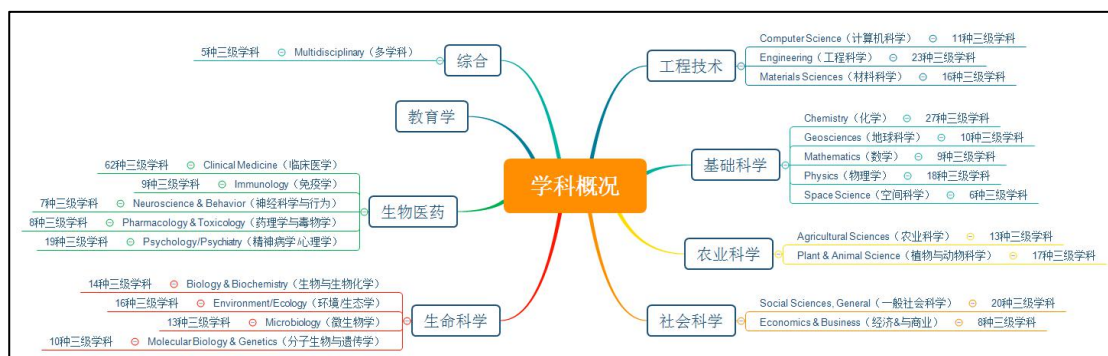 学科概况
工程技术
Computer Science（计算机科学） 11种三级学科
Engineering（工程科学） 23种三级学科
Materials Sciences（材料科学） 16种三级学科
基础科学
Chemistry（化学） 27种三级学科
Geosciences（地球科学） 10种三级学科
Mathematics（数学） 9种三级学科
Physics（物理学） 18种三级学科
Space Science（空间科学） 6种三级学科
农业科学
Agricultural Sciences（农业科学） 13种三级学科
Plant & Animal Science（植物与动物科学） 17种三级学科
社会科学
Social Sciences, General（一般社会科学） 20种三级学科
Economics & Business（经济&与商业） 8种三级学科
综合
5种三级学科 Multidisciplinary（多学科）
教育学
生物医药
62种三级学科 Clinical Medicine（临床医学）
9种三级学科 Immunology（免疫学）
7种三级学科 Neuroscience & Behavior（神经科学与行为）
8种三级学科 Pharmacology & Toxicology（药理学与毒物学）
19种三级学科 Psychology/Psychiatry（精神病学/心理学）
生命科学
14种三级学科 Biology & Biochemistry（生物与生物化学）
16种三级学科 Environment/Ecology（环境/生态学）
13种三级学科 Microbiology（微生物学）
10种三级学科 Molecular Biology & Genetics（分子生物与遗传学）